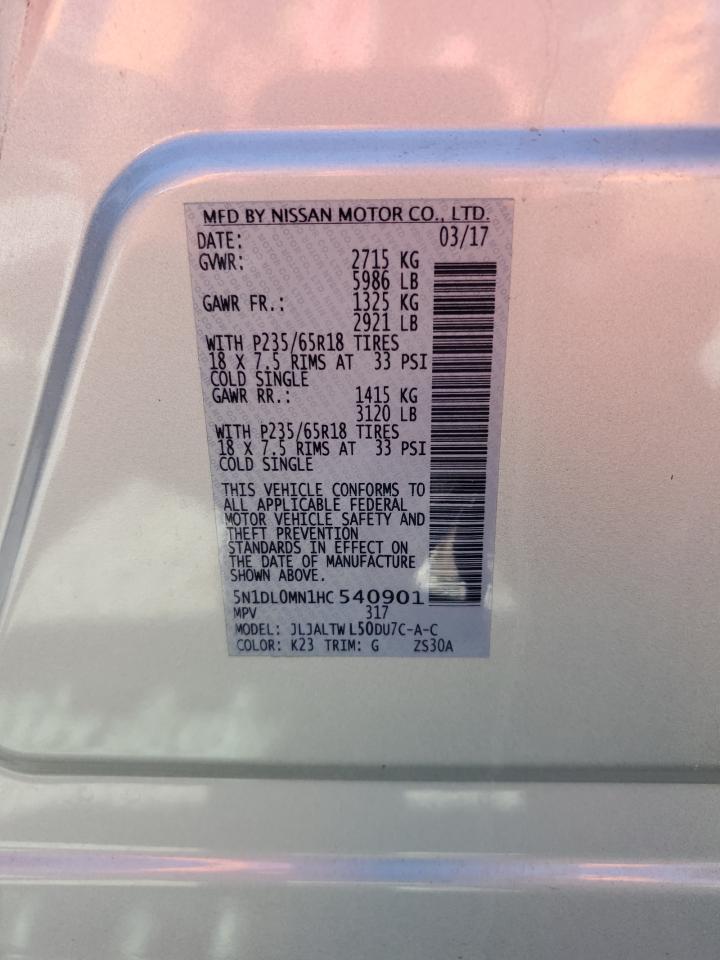 MFD BY NISSAN MOTOR CO., LTD.
DATE: 03/17
GVWR: 2715 KG
5986 LB
GAWR FR.: 1325 KG
2921 LB
WITH P235/65R18 TIRES
18 X 7.5 RIMS AT 33 PSI
COLD SINGLE
GAWR RR.: 1415 KG
3120 LB
WITH P235/65R18 TIRES
18 X 7.5 RIMS AT 33 PSI
COLD SINGLE
THIS VEHICLE CONFORMS TO
ALL APPLICABLE FEDERAL
MOTOR VEHICLE SAFETY AND
THEFT PREVENTION
STANDARDS IN EFFECT ON
THE DATE OF MANUFACTURE
SHOWN ABOVE.
5N1DL0MN1HC 540901
MPV 317
MODEL: JLJALTW L50DU7C-A-C
COLOR: K23 TRIM: G ZS30A